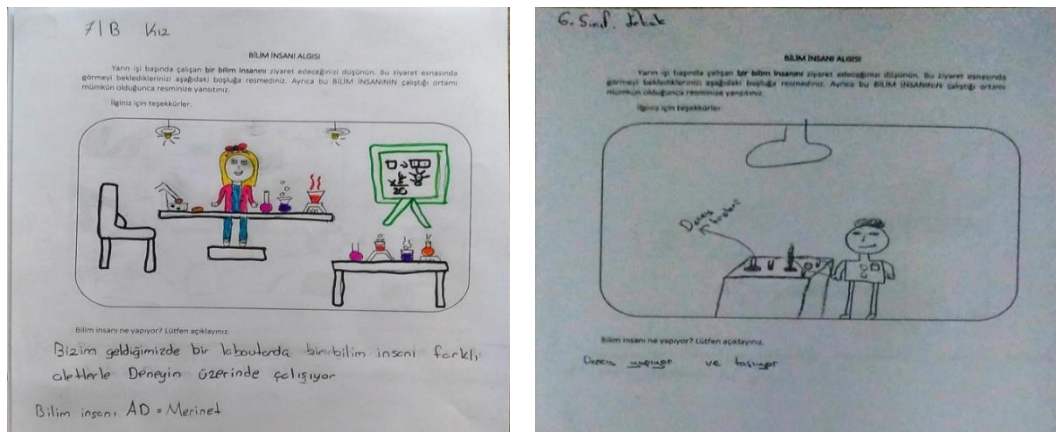 7/B Kız
BİLİM İNSANI ALGISI
Yarın işi başında çalışan bir bilim insanını ziyaret edeceğinizi düşünün. Bu ziyaret esnasında
görmeyi beklediklerinizi aşağıdaki boşluğa resmediniz. Ayrıca bu BİLİM İNSANININ çalıştığı ortamı
mümkün olduğunca resminize yansıtınız.
İlginiz için teşekkürler.
Bilim insanı ne yapıyor? Lütfen açıklayınız.
Bizim geldiğimizde bir bir bilim insanı farklı
aletlerle Deneyin üzerinde çalışıyor
Bilim insanı AD = Merinet
6. Sınıf.
BİLİM İNSANI ALGISI
Yarın işi başında çalışan bir bilim insanını ziyaret edeceğinizi düşünün. Bu ziyaret esnasında
görmeyi beklediklerinizi aşağıdaki boşluğa resmediniz. Ayrıca bu BİLİM İNSANININ çalıştığı ortamı
mümkün olduğunca resminize yansıtınız.
İlginiz için teşekkürler.
Bilim insanı ne yapıyor? Lütfen açıklayınız.
yapıyor ve taşıyor